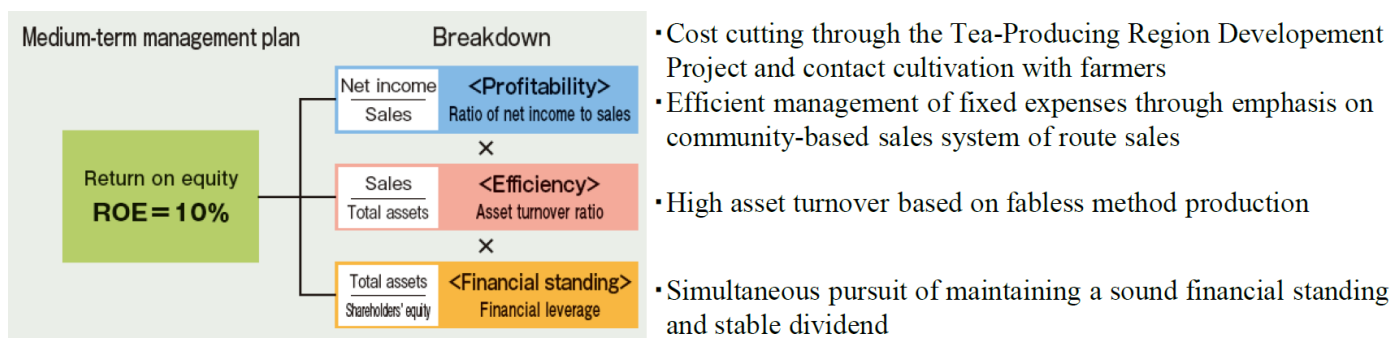 Medium-term management plan
Breakdown
Return on equity
ROE=10%
Net income
Sales
<Profitability>
Ratio of net income to sales
×
Sales
Total assets
<Efficiency>
Asset turnover ratio
×
Total assets
Shareholders' equity
<Financial standing>
Financial leverage
・Cost cutting through the Tea-Producing Region Developement
Project and contact cultivation with farmers
・Efficient management of fixed expenses through emphasis on
community-based sales system of route sales
・High asset turnover based on fabless method production
・Simultaneous pursuit of maintaining a sound financial standing
and stable dividend